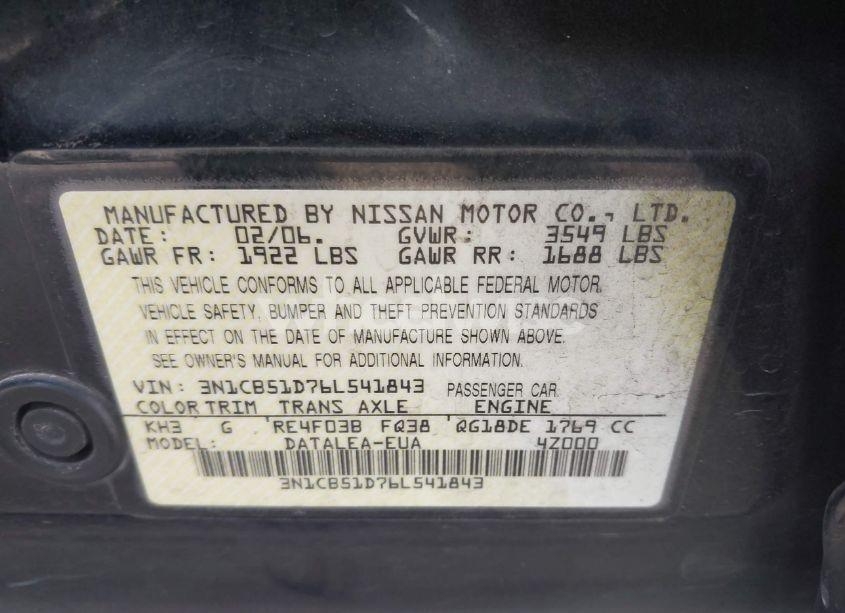 MANUFACTURED BY NISSAN MOTOR CO., LTD.
DATE: 02/06. GVWR: 3549 LBS
GAWR FR: 1922 LBS GAWR RR: 1688 LBS
THIS VEHICLE CONFORMS TO ALL APPLICABLE FEDERAL MOTOR
VEHICLE SAFETY, BUMPER AND THEFT PREVENTION STANDARDS
IN EFFECT ON THE DATE OF MANUFACTURE SHOWN ABOVE.
SEE OWNER'S MANUAL FOR ADDITIONAL INFORMATION.
VIN: 3N1CB51D76L541843 PASSENGER CAR
COLOR TRIM TRANS AXLE ENGINE
KH3 G RE4F03B FQ38 QG18DE 1769 CC
MODEL: DATALEA-EUA 4Z000
3N1CB51D76L541843